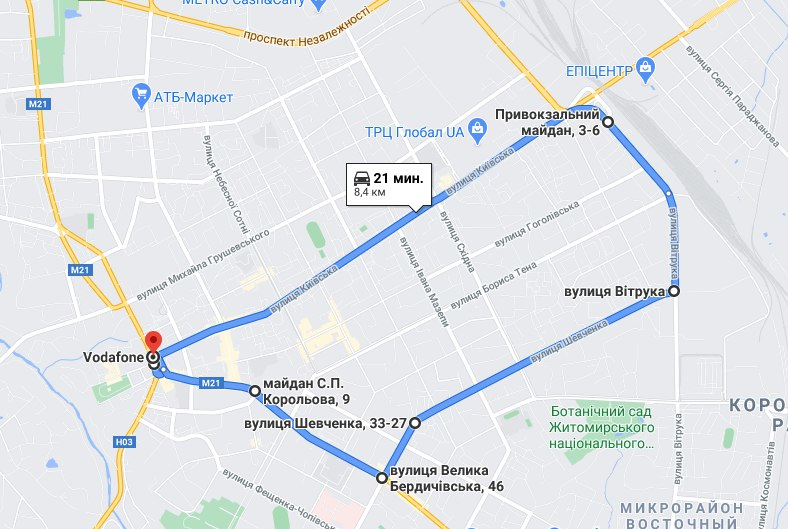 METRO Cash&Carry
проспект Незалежності
ЕПІЦЕНТР
вулиця Сергія Параджанова
M21
АТБ-Маркет
Привокзальний
майдан, 3-6
ТРЦ Глобал UA
21 мин.
8,4 км
вулиця Київська
вулиця Небесної Сотні
вулиця Східна
вулиця Гоголівська
вулиця Вітрука
вулиця Михайла Грушевського
вулиця Івана Мазепи
вулиця Бориса Тена
M21
вулиця Київська
вулиця Вітрука
вулиця Шевченка
Vodafone
M21
майдан С.П.
Корольова, 9
вулиця Шевченка, 33-27
Ботанічний сад
Житомирського
національного...
КОРО
РА
H03
вулиця Вітрука
вулиця Космонавтів
вулиця Велика
Бердичівська, 46
вулиця Фещенка-Чопівсь
МИКРОРАЙОН
ВОСТОЧНЫЙ